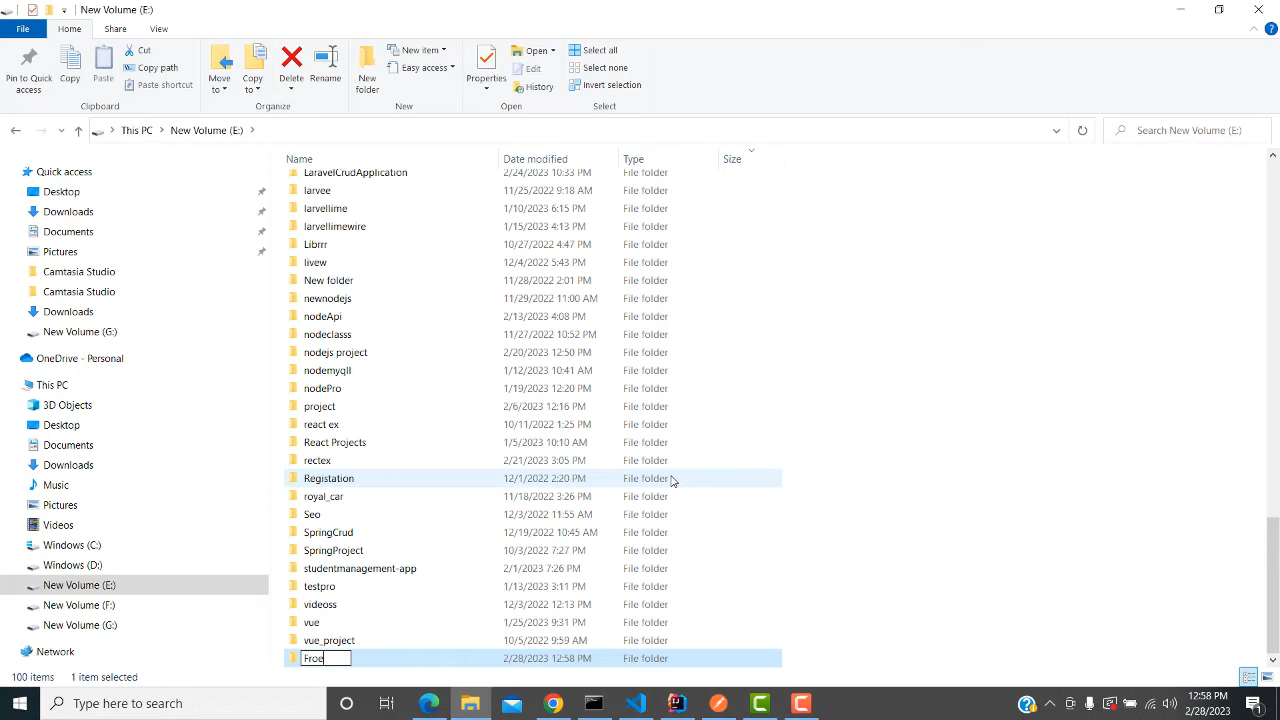 New Volume (E:)
File Home Share View
Pin to Quick access
Copy
Paste
Cut
Copy path
Paste shortcut
Clipboard
Move to
Copy to
Delete
Rename
Organize
New folder
New item
Easy access
New
Properties
Open
Edit
History
Open
Select all
Select none
Invert selection
Select
This PC New Volume (E:)
Search New Volume (E:)
Quick access
Desktop
Downloads
Documents
Pictures
Camtasia Studio
Camtasia Studio
Downloads
New Volume (G:)
OneDrive - Personal
This PC
3D Objects
Desktop
Documents
Downloads
Music
Pictures
Videos
Windows (C:)
Windows (D:)
New Volume (E:)
New Volume (F:)
New Volume (G:)
Network
Name Date modified Type Size
LaravelCrudApplication 2/24/2023 10:33 PM File folder
larvee 11/25/2022 9:18 AM File folder
larvellime 1/10/2023 6:15 PM File folder
larvellimewire 1/15/2023 4:13 PM File folder
Librrr 10/27/2022 4:47 PM File folder
livew 12/4/2022 5:43 PM File folder
New folder 11/28/2022 2:01 PM File folder
newnodejs 11/29/2022 11:00 AM File folder
nodeApi 2/13/2023 4:08 PM File folder
nodeclasss 11/27/2022 10:52 PM File folder
nodejs project 2/20/2023 12:50 PM File folder
nodemyqll 1/12/2023 10:41 AM File folder
nodePro 1/19/2023 12:20 PM File folder
project 2/6/2023 12:16 PM File folder
react ex 10/11/2022 1:25 PM File folder
React Projects 1/5/2023 10:10 AM File folder
rectex 2/21/2023 3:05 PM File folder
Registation 12/1/2022 2:20 PM File folder
royal_car 11/18/2022 3:26 PM File folder
Seo 12/3/2022 11:55 AM File folder
SpringCrud 12/19/2022 10:45 AM File folder
SpringProject 10/3/2022 7:27 PM File folder
studentmanagement-app 2/1/2023 7:26 PM File folder
testpro 1/13/2023 3:11 PM File folder
videoss 12/3/2022 12:13 PM File folder
vue 1/25/2023 9:31 PM File folder
vue_project 10/5/2022 9:59 AM File folder
Froe 2/28/2023 12:58 PM File folder
100 items 1 item selected
Type here to search
12:58 PM
2/28/2023